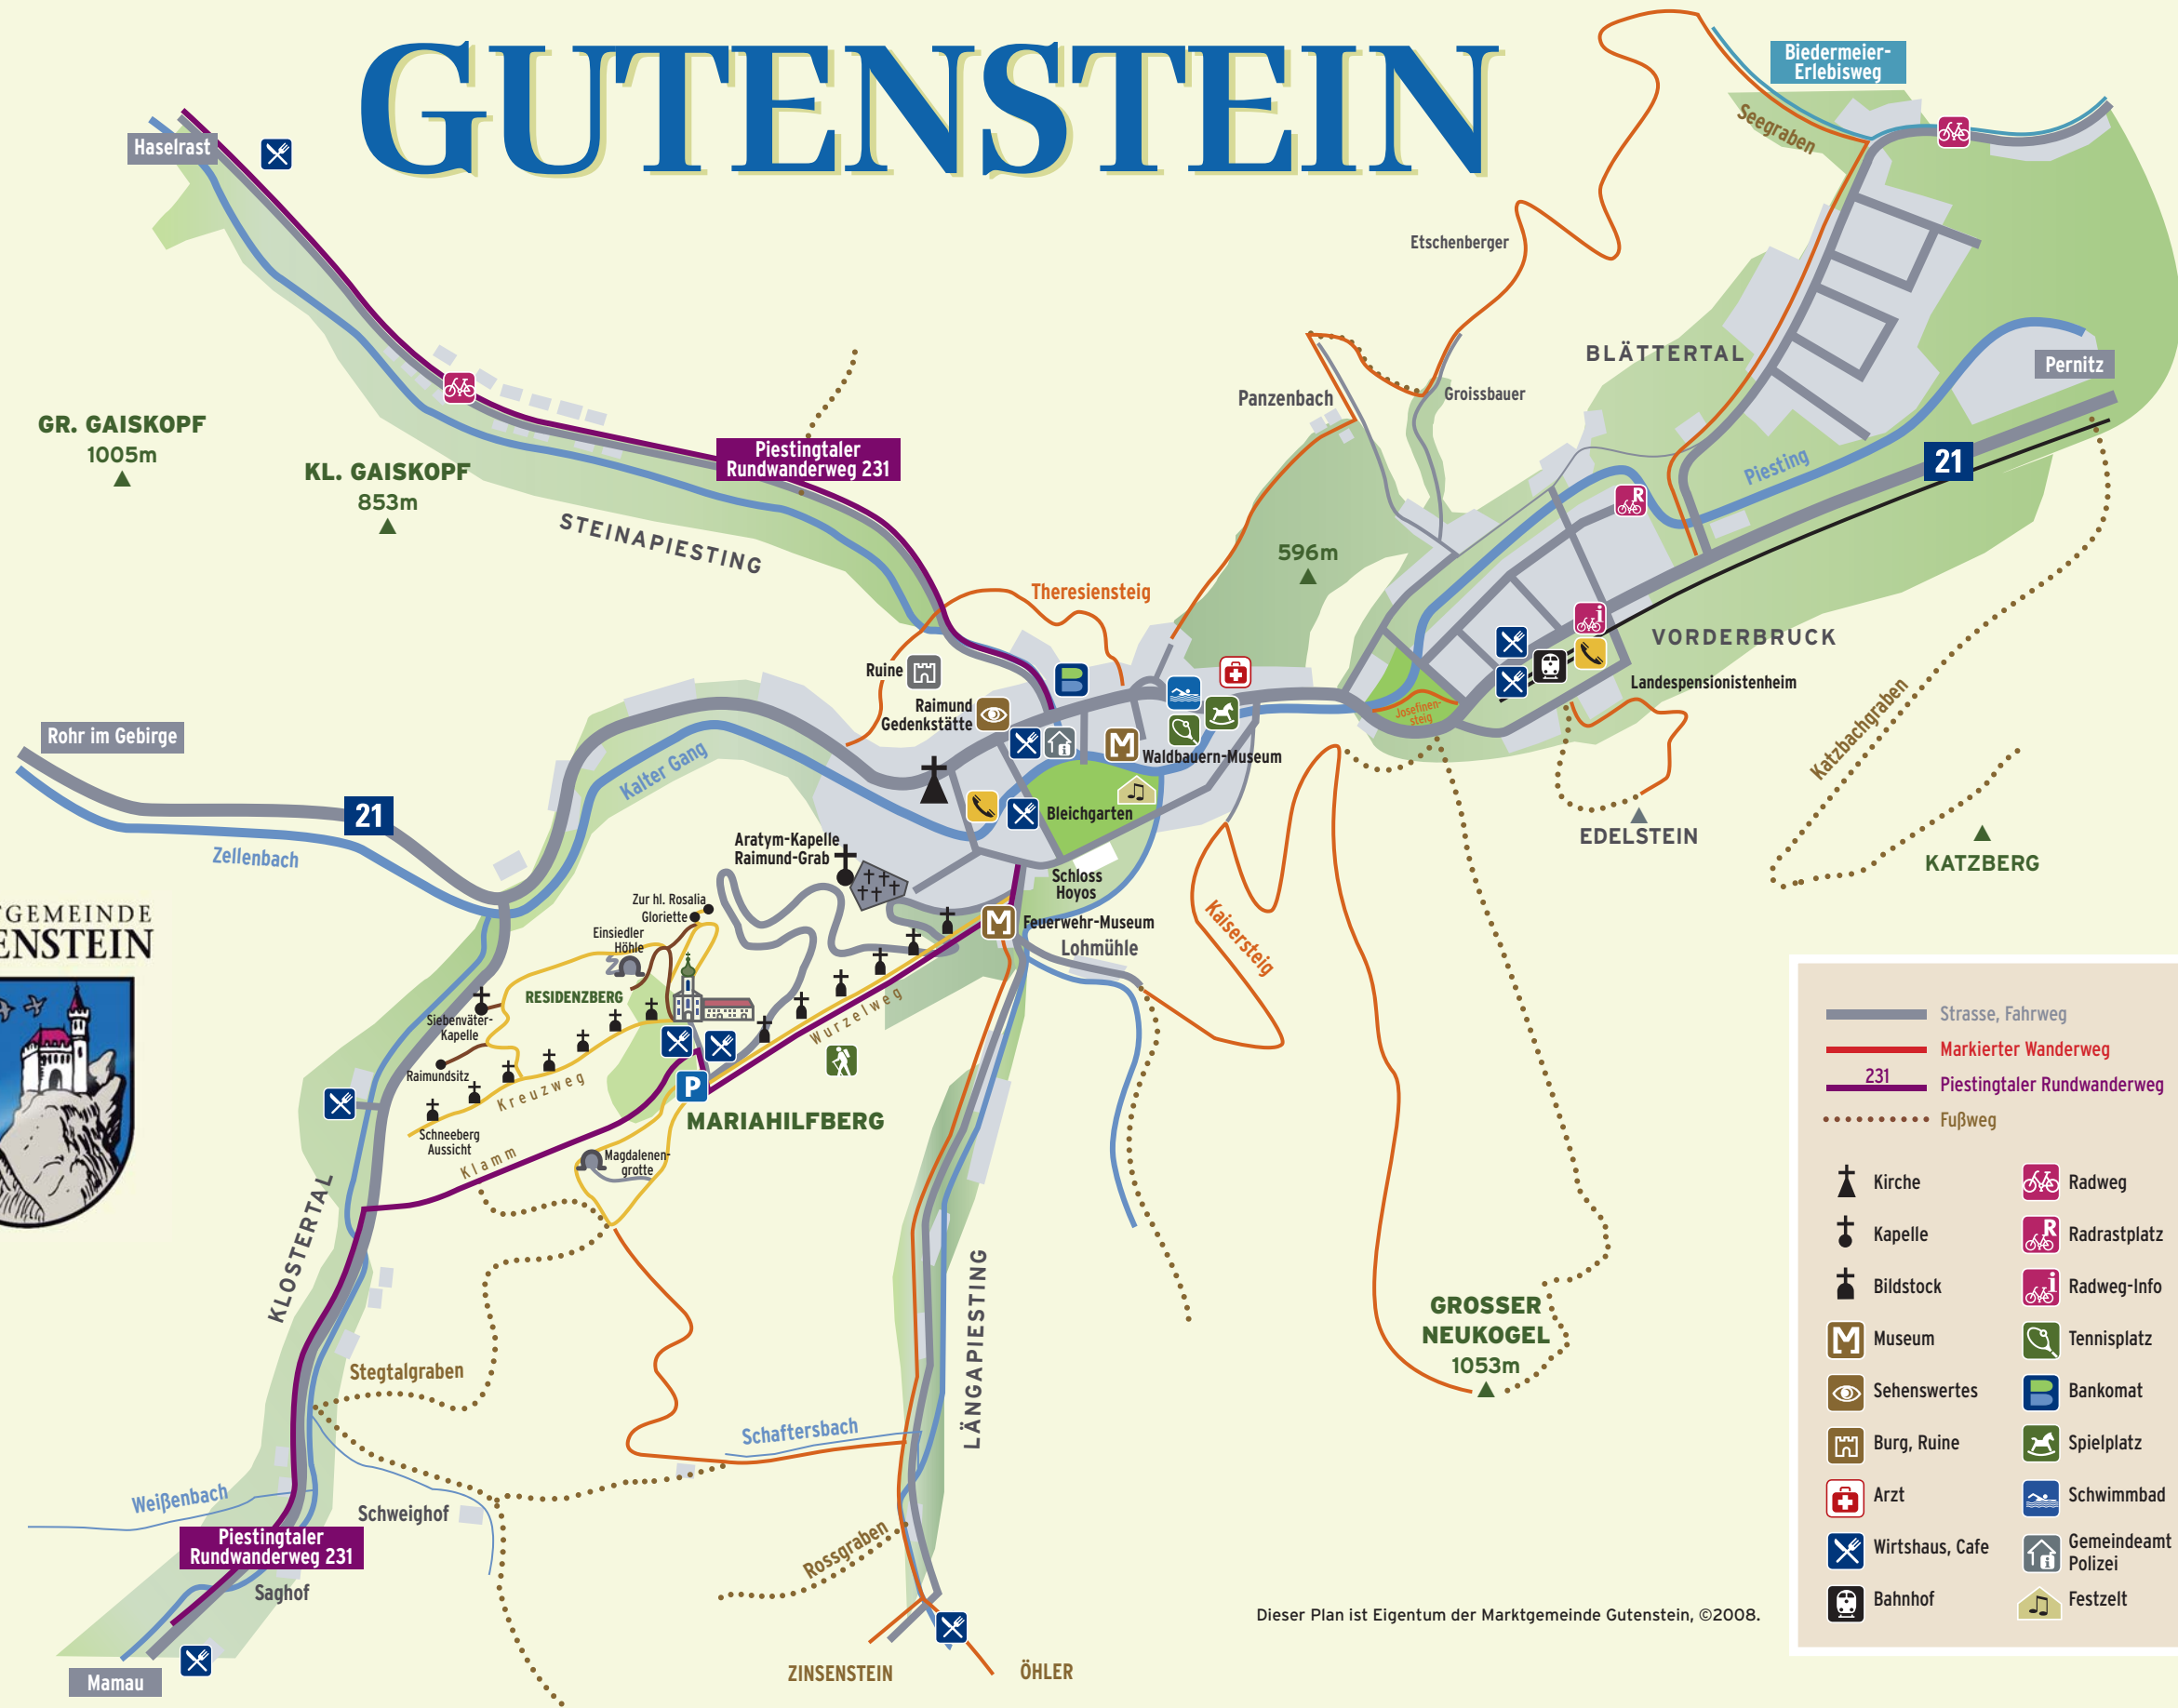 GUTENSTEIN
Biedermeier-
Erlebisweg
Seegraben
Haselrast
Etschenberger
BLÄTTERTAL
Pernitz
Panzenbach
Groissbauer
GR. GAISKOPF
1005m
KL. GAISKOPF
853m
Piestingtaler
Rundwanderweg 231
21
Piesting
R
STEINAPIESTING
596m
Theresiensteig
i
VORDERBRUCK
Landespensionistenheim
Ruine
B
Raimund
Gedenkstätte
Josefinen-
steig
Katzbachgraben
Rohr im Gebirge
Kalter Gang
M
Waldbauern-Museum
i
21
Bleichgarten
EDELSTEIN
KATZBERG
Zellenbach
Aratym-Kapelle
Raimund-Grab
Schloss
Hoyos
Zur hl. Rosalia
Gloriette
Einsiedler
Höhle
M
Feuerwehr-Museum
Lohmühle
Kaisersteig
GEMEINDE
ENSTEIN
RESIDENZBERG
Siebenväter-
Kapelle
Raimundsitz
Wurzelweg
Kreuzweg
P
MARIAHILFBERG
Schneeberg
Aussicht
Klamm
Magdalenen-
grotte
KLOSTERTAL
LÄNGAPIESTING
GROSSER
NEUKOGEL
1053m
Stegtalgraben
Schaftersbach
Weißenbach
Schweighof
Piestingtaler
Rundwanderweg 231
Rossgraben
Saghof
Mamau
ZINSENSTEIN
ÖHLER
Dieser Plan ist Eigentum der Marktgemeinde Gutenstein, ©2008.
Strasse, Fahrweg
Markierter Wanderweg
231
Piestingtaler Rundwanderweg
Fußweg
Kirche
Radweg
Kapelle
R
Radrastplatz
Bildstock
i
Radweg-Info
M
Museum
Tennisplatz
Sehenswertes
B
Bankomat
Burg, Ruine
Spielplatz
Arzt
Schwimmbad
Wirtshaus, Cafe
i
Gemeindeamt
Polizei
Bahnhof
Festzelt